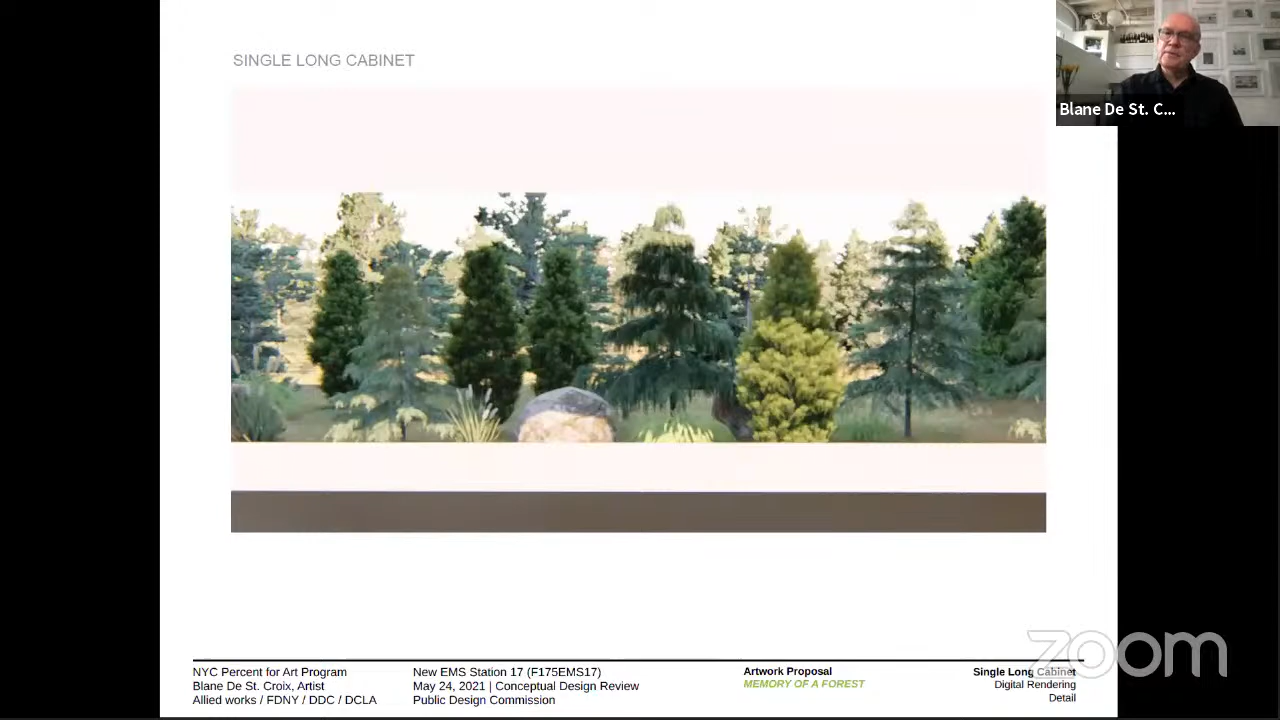 SINGLE LONG CABINET
Blane De St. C...
NYC Percent for Art Program
Blane De St. Croix, Artist
Allied works / FDNY / DDC / DCLA
New EMS Station 17 (F175EMS17)
May 24, 2021 | Conceptual Design Review
Public Design Commission
Artwork Proposal
MEMORY OF A FOREST
Single Long Cabinet
Digital Rendering
Detail
zoom